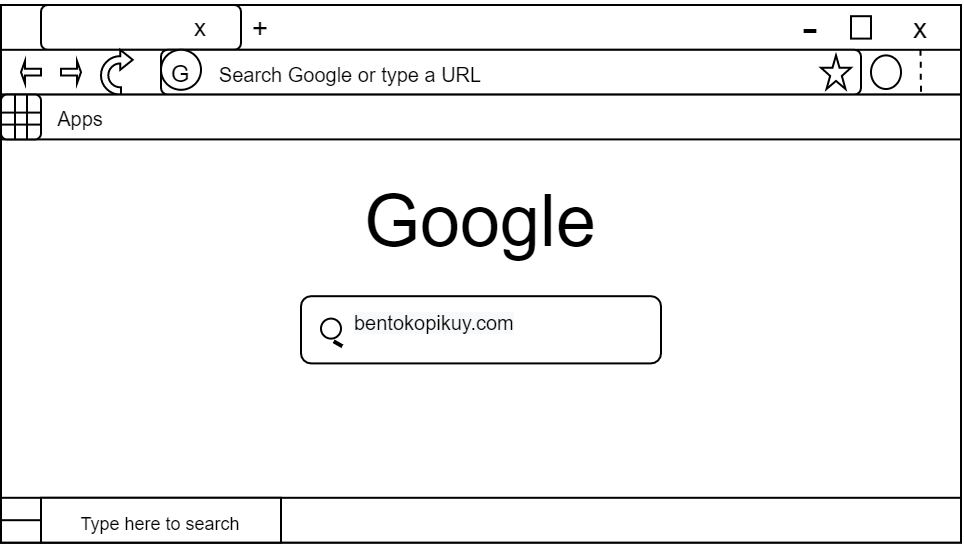 x +
x
G Search Google or type a URL
Apps
Google
bentokopikuy.com
Type here to search